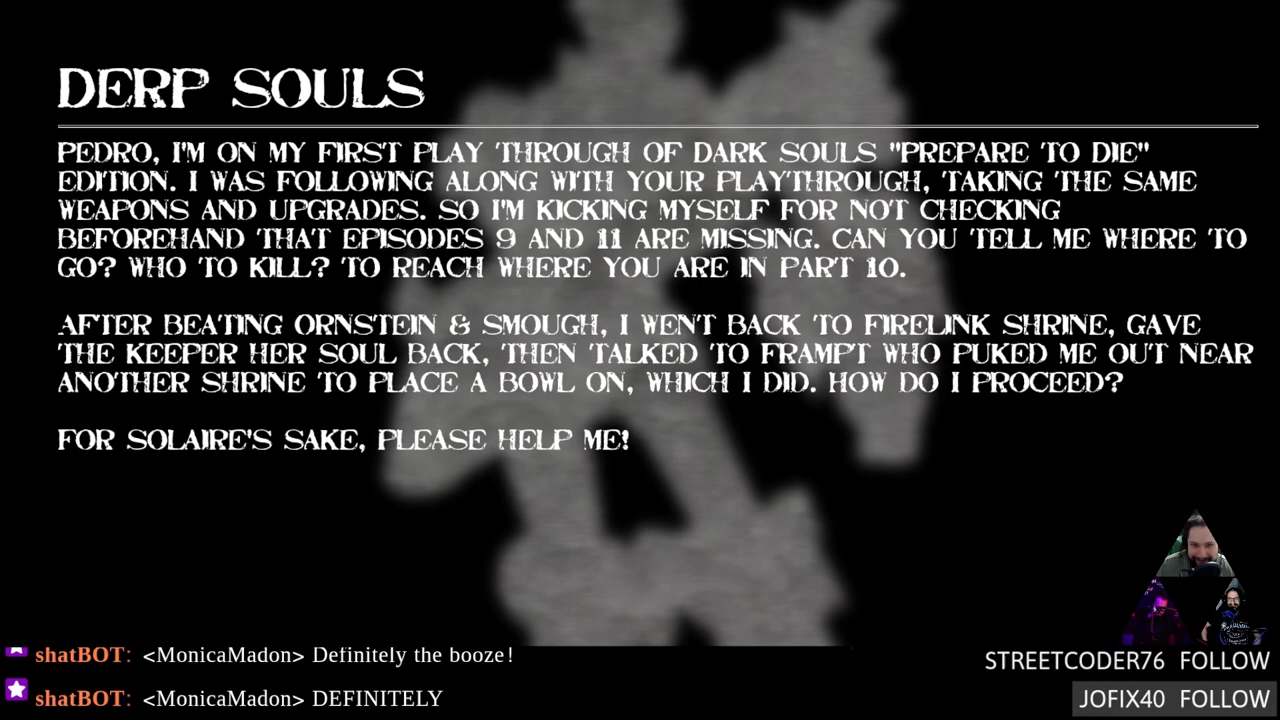 DERP SOULS
PEDRO, I'M ON MY FIRST PLAY THROUGH OF DARK SOULS "PREPARE TO DIE"
EDITION. I WAS FOLLOWING ALONG WITH YOUR PLAYTHROUGH, TAKING THE SAME
WEAPONS AND UPGRADES. SO I'M KICKING MYSELF FOR NOT CHECKING
BEFOREHAND THAT EPISODES 9 AND 11 ARE MISSING. CAN YOU TELL ME WHERE TO
GO? WHO TO KILL? TO REACH WHERE YOU ARE IN PART 10.
AFTER BEATING ORNSTEIN & SMOUGH, I WENT BACK TO FIRELINK SHRINE, GAVE
THE KEEPER HER SOUL BACK, THEN TALKED TO FRAMPT WHO PUKED ME OUT NEAR
ANOTHER SHRINE TO PLACE A BOWL ON, WHICH I DID. HOW DO I PROCEED?
FOR SOLAIRE'S SAKE, PLEASE HELP ME!
shatBOT: <MonicaMadon> Definitely the booze!
shatBOT: <MonicaMadon> DEFINITELY
STREETCODER76 FOLLOW
JOFIX40 FOLLOW